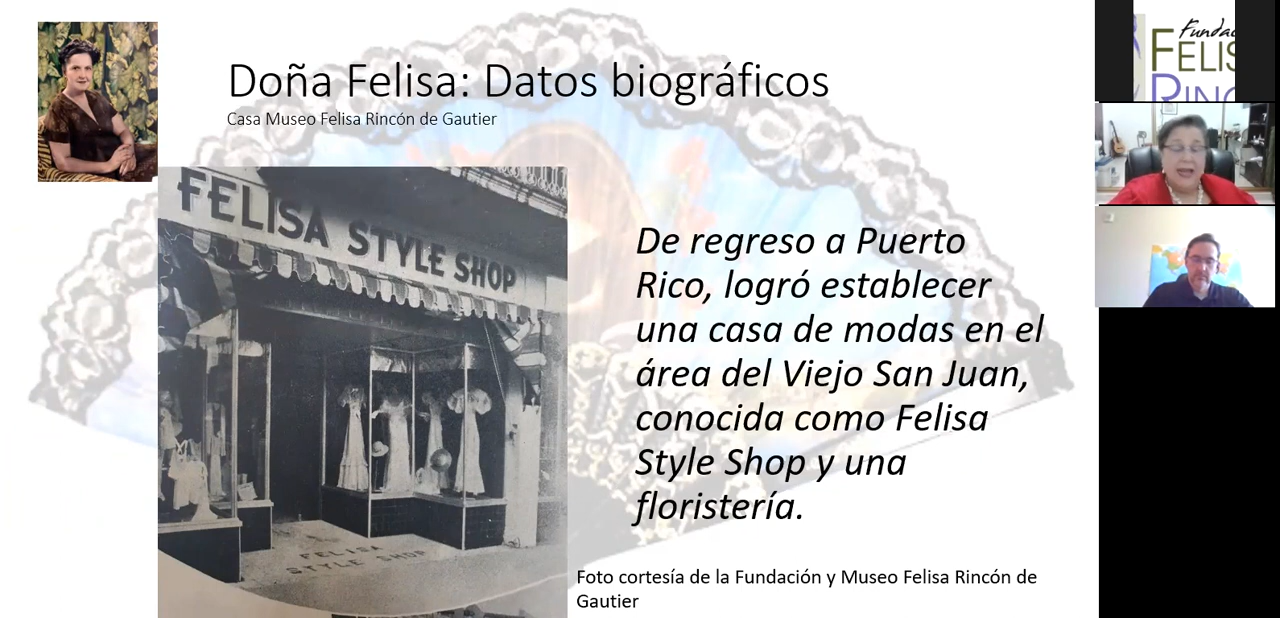 Doña Felisa: Datos biográficos
Casa Museo Felisa Rincón de Gautier
FELISA STYLE SHOP
FELISA
STYLE SHOP
De regreso a Puerto
Rico, logró establecer
una casa de modas en el
área del Viejo San Juan,
conocida como Felisa
Style Shop y una
floristería.
Foto cortesía de la Fundación y Museo Felisa Rincón de
Gautier